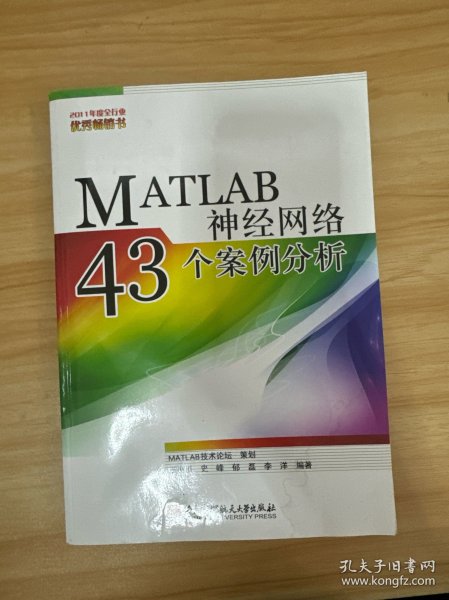 2011年度全行业
优秀畅销书
MATLAB
神经网络
43个案例分析
MATLAB技术论坛 策划
史 峰 郁 磊 李 洋 编著
航天大学出版社
VERSITY PRESS
孔夫子旧书网
www.kongfz.com